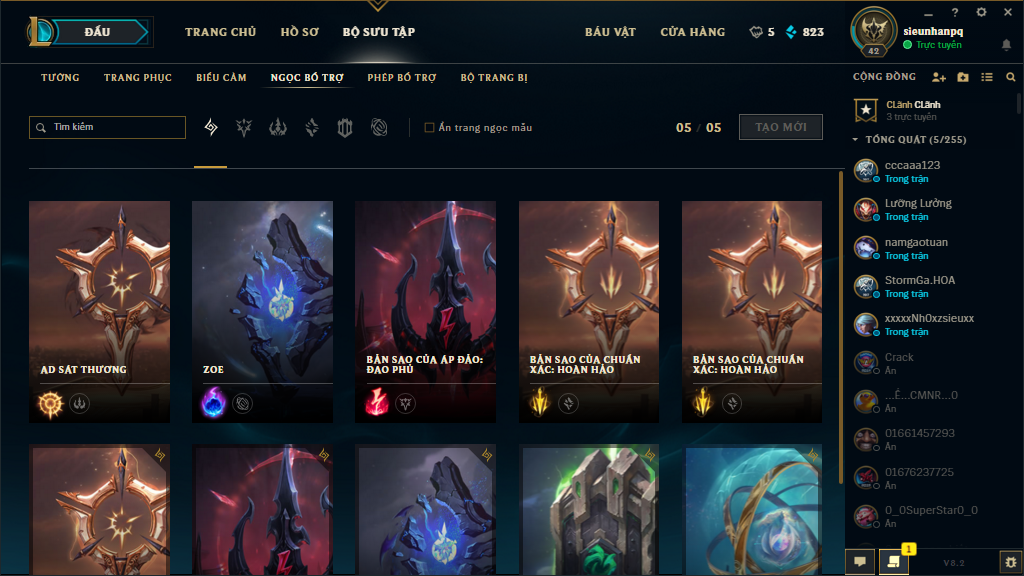 ĐẤU
TRANG CHỦ
HỒ SƠ
BỘ SƯU TẬP
BÁU VẬT
CỬA HÀNG
5
823
42
sieunhanpq
Trực tuyến
TƯỚNG
TRANG PHỤC
BIỂU CẢM
NGỌC BỔ TRỢ
PHÉP BỔ TRỢ
BỘ TRANG BỊ
Tìm kiếm
Ẩn trang ngọc mẫu
05 / 05
TẠO MỚI
AD SÁT THƯƠNG
ZOE
BẢN SAO CỦA ÁP ĐẢO:
ĐAO PHỦ
BẢN SAO CỦA CHUẨN
XÁC: HOÀN HẢO
BẢN SAO CỦA CHUẨN
XÁC: HOÀN HẢO
CỘNG ĐỒNG
CLãnh CLãnh
3 trực tuyến
TỔNG QUÁT (5/255)
cccaaa123
Trong trận
Lưỡng Lưỡng
Trong trận
namgaotuan
Trong trận
StormGa.HOA
Trong trận
xxxxxNh0xzsieuxx
Trong trận
Crack
Ẩn
...É...CMNR...0
Ẩn
01661457293
Ẩn
01676237725
Ẩn
0_0SuperStar0_0
Ẩn
1
V8.2